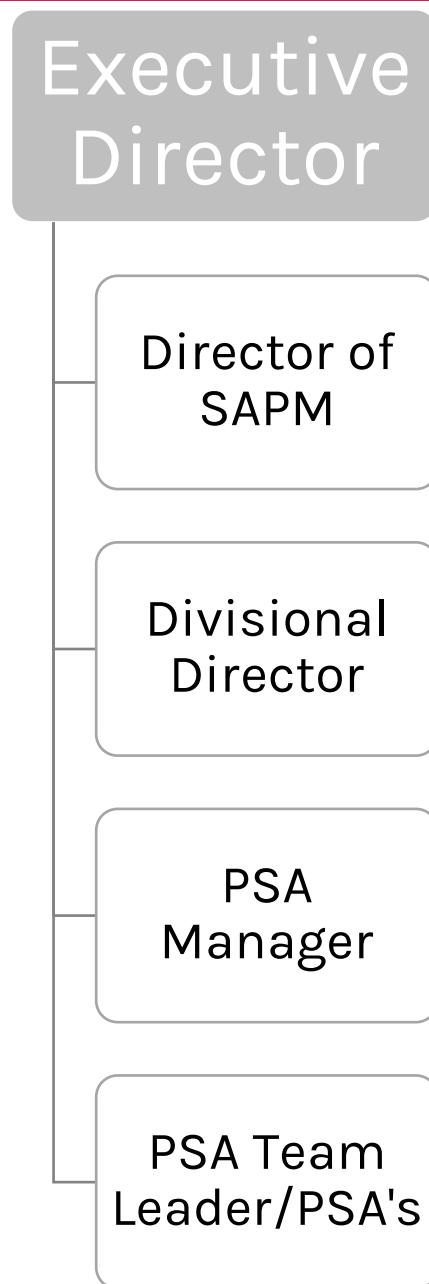 Executive
Director
Director of
SAPM
Divisional
Director
PSA
Manager
PSA Team
Leader/PSA's